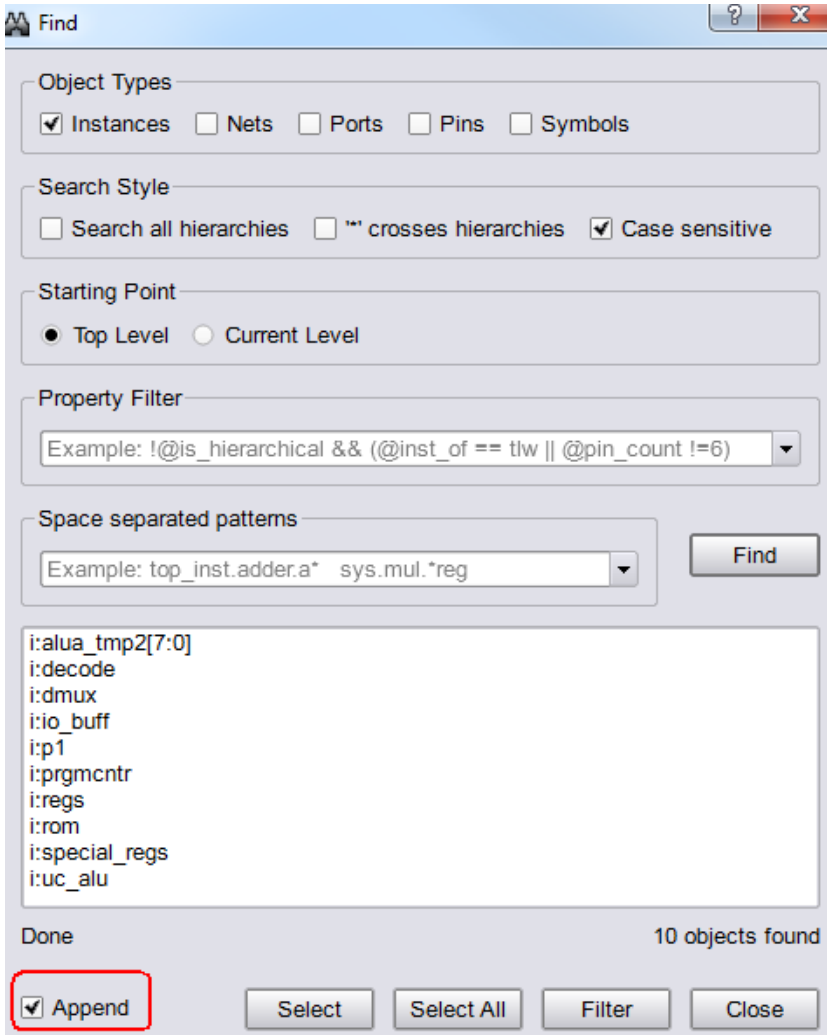 Find
Object Types
Instances Nets Ports Pins Symbols
Search Style
Search all hierarchies '*' crosses hierarchies Case sensitive
Starting Point
Top Level Current Level
Property Filter
Example: !@is_hierarchical && (@inst_of == tlw || @pin_count !=6)
Space separated patterns
Example: top_inst.adder.a* sys.mul.*reg
Find
i:alua_tmp2[7:0]
i:decode
i:dmux
i:io_buff
i:p1
i:prgmcntr
i:regs
i:rom
i:special_regs
i:uc_alu
Done 10 objects found
Append Select Select All Filter Close